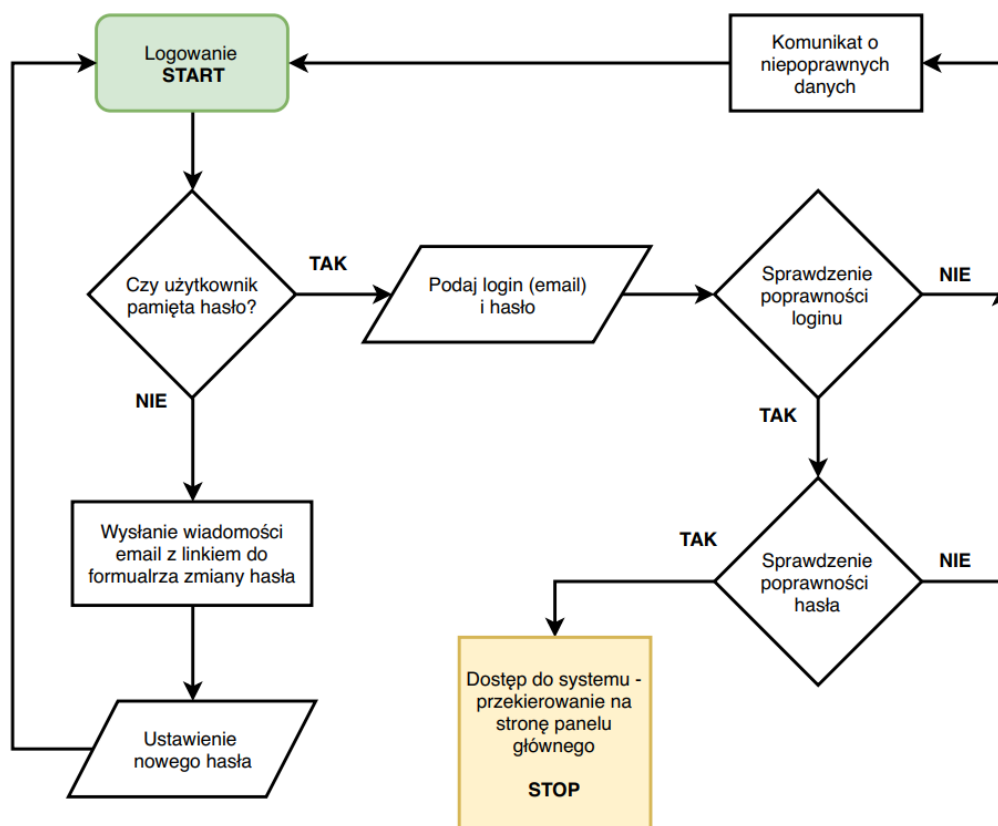 Logowanie
START
Komunikat o
niepoprawnych
danych
Czy użytkownik
pamięta hasło?
TAK
Podaj login (email)
i hasło
Sprawdzenie
poprawności
loginu
NIE
NIE
TAK
Wysłanie wiadomości
email z linkiem do
formualrza zmiany hasła
TAK
Sprawdzenie
poprawności
hasła
NIE
Ustawienie
nowego hasła
Dostęp do systemu -
przekierowanie na
stronę panelu
głównego
STOP